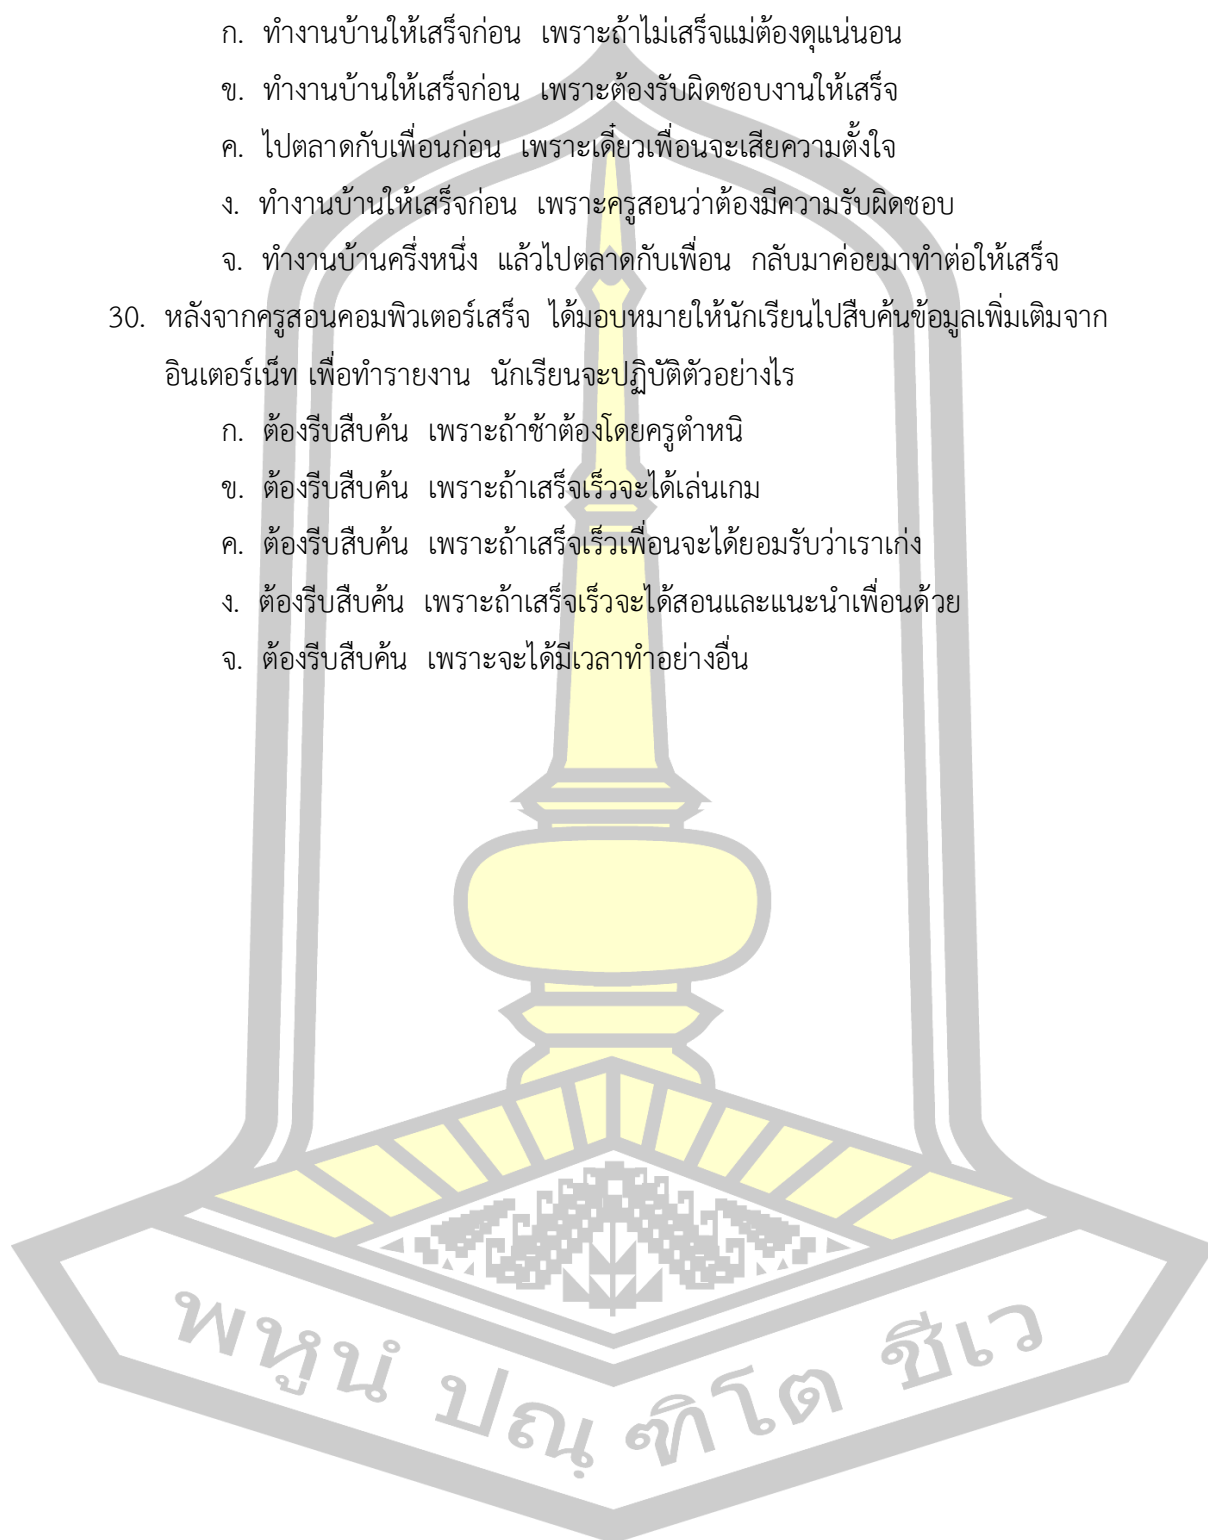 ก. ทำงานบ้านให้เสร็จก่อน เพราะถ้าไม่เสร็จแม่ต้องดุแน่นอน
ข. ทำงานบ้านให้เสร็จก่อน เพราะต้องรับผิดชอบงานให้เสร็จ
ค. ไปตลาดกับเพื่อนก่อน เพราะเดี๋ยวเพื่อนจะเสียความตั้งใจ
ง. ทำงานบ้านให้เสร็จก่อน เพราะครูสอนว่าต้องมีความรับผิดชอบ
จ. ทำงานบ้านครึ่งหนึ่ง แล้วไปตลาดกับเพื่อน กลับมาค่อยมาทำต่อให้เสร็จ
30. หลังจากครูสอนคอมพิวเตอร์เสร็จ ได้มอบหมายให้นักเรียนไปสืบค้นข้อมูลเพิ่มเติมจาก
อินเตอร์เน็ท เพื่อทำรายงาน นักเรียนจะปฏิบัติตัวอย่างไร
ก. ต้องรีบสืบค้น เพราะถ้าช้าต้องโดยครูตำหนิ
ข. ต้องรีบสืบค้น เพราะถ้าเสร็จเร็วจะได้เล่นเกม
ค. ต้องรีบสืบค้น เพราะถ้าเสร็จเร็วเพื่อนจะได้ยอมรับว่าเราเก่ง
ง. ต้องรีบสืบค้น เพราะถ้าเสร็จเร็วจะได้สอนและแนะนำเพื่อนด้วย
จ. ต้องรีบสืบค้น เพราะจะได้มีเวลาทำอย่างอื่น
พหูนํ ปณฺฑิโต ชีเว